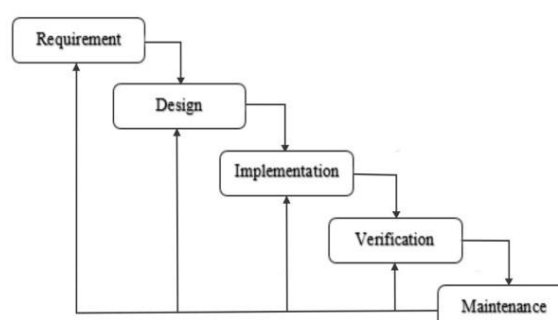 Requirement
Design
Implementation
Verification
Maintenance